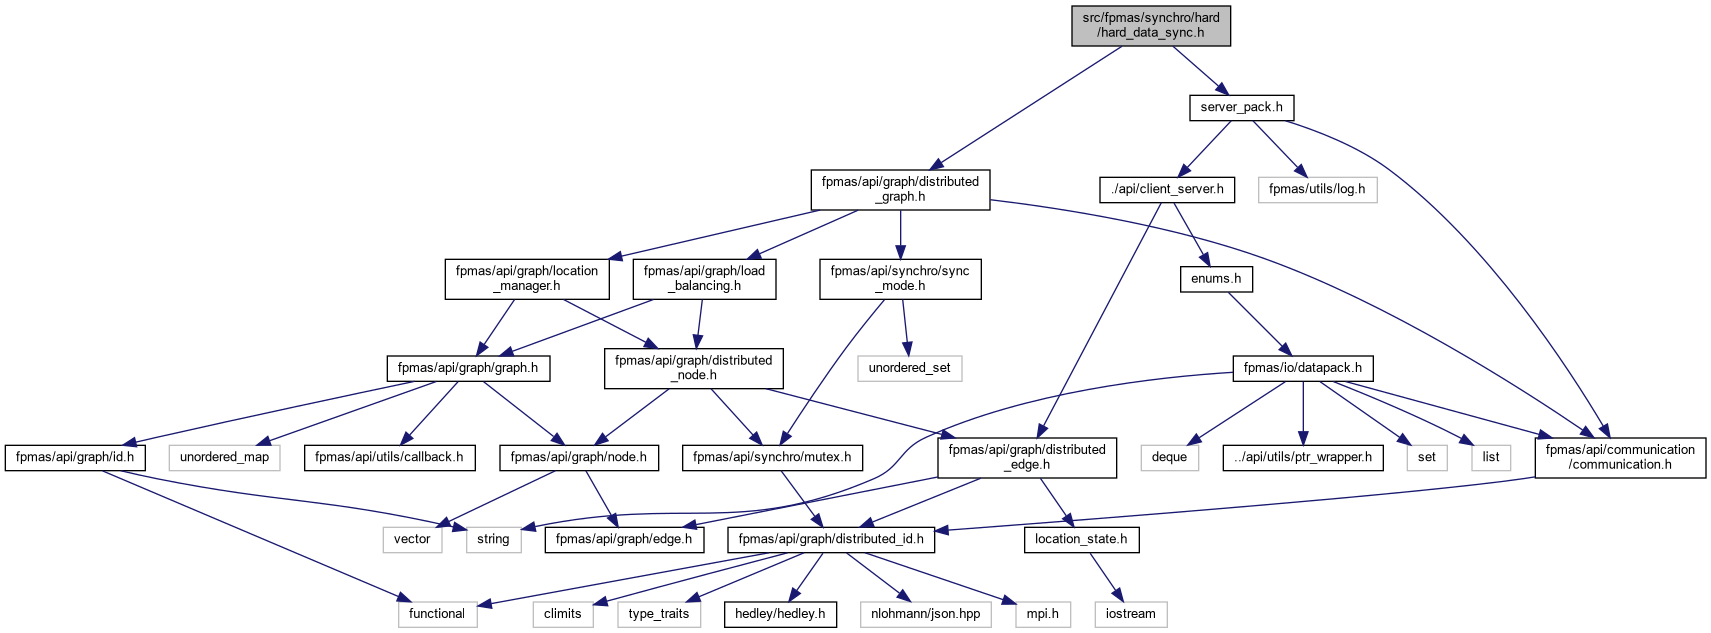 src/fpmas/synchro/hard
/hard_data_sync.h
server_pack.h
fpmas/api/graph/distributed
_graph.h
./api/client_server.h
fpmas/utils/log.h
fpmas/api/graph/location
_manager.h
fpmas/api/graph/load
_balancing.h
fpmas/api/synchro/sync
_mode.h
enums.h
fpmas/api/graph/graph.h
fpmas/api/graph/distributed
_node.h
unordered_set
fpmas/io/datapack.h
fpmas/api/graph/id.h
unordered_map
fpmas/api/utils/callback.h
fpmas/api/graph/node.h
fpmas/api/synchro/mutex.h
fpmas/api/graph/distributed
_edge.h
deque
../api/utils/ptr_wrapper.h
set
list
fpmas/api/communication
/communication.h
vector
string
fpmas/api/graph/edge.h
fpmas/api/graph/distributed_id.h
location_state.h
functional
climits
type_traits
hedley/hedley.h
nlohmann/json.hpp
mpi.h
iostream